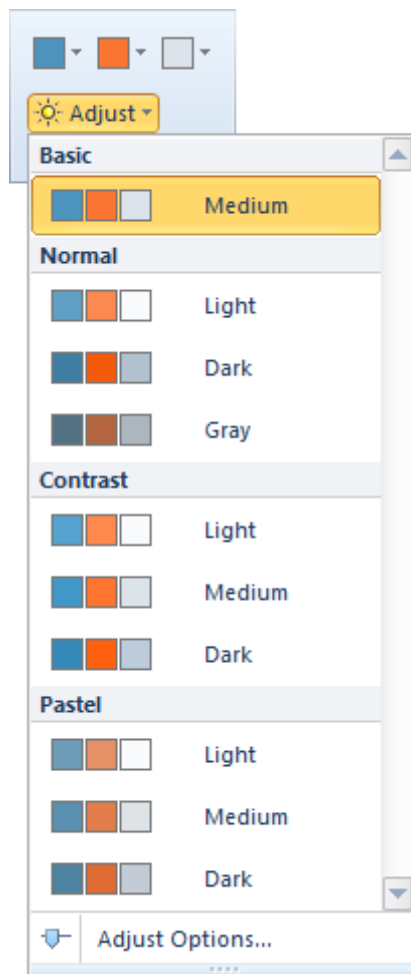 Adjust
Basic
Medium
Normal
Light
Dark
Gray
Contrast
Light
Medium
Dark
Pastel
Light
Medium
Dark
Adjust Options...